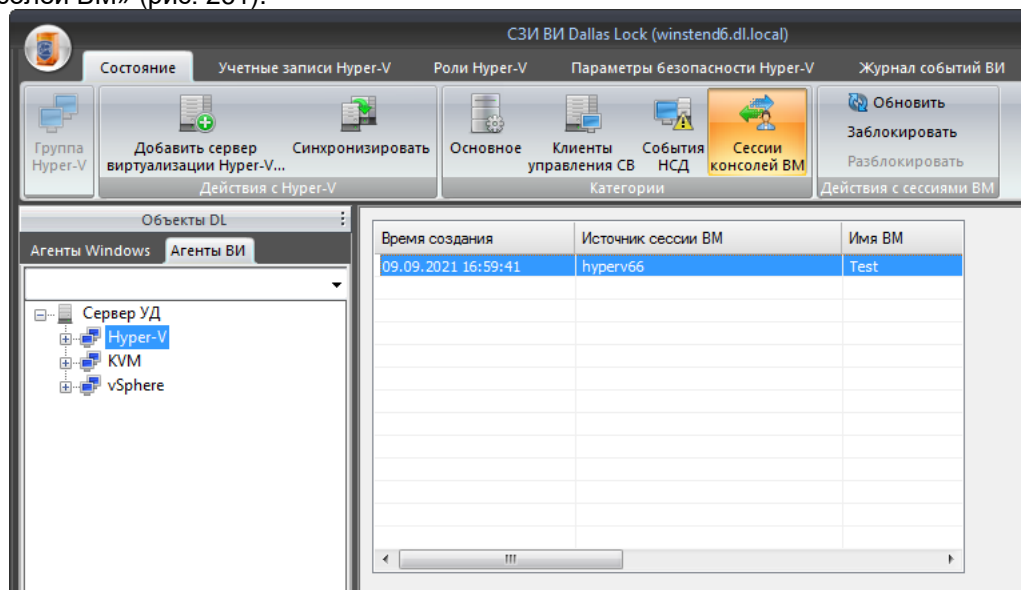 ВМ» (рис.
СЗИ ВИ Dallas Lock (winstend6.dl.local)
Состояние Учетные записи Hyper-V Роли Hyper-V Параметры безопасности Hyper-V Журнал событий ВИ
Группа Hyper-V
Добавить сервер виртуализации Hyper-V...
Синхронизировать
Действия с Hyper-V
Основное
Клиенты управления СВ
События НСД
Сессии консолей ВМ
Категории
Обновить
Заблокировать
Разблокировать
Действия с сессиями ВМ
Объекты DL
Агенты Windows Агенты ВИ
Сервер УД
Hyper-V
KVM
vSphere
Время создания Источник сессии ВМ Имя ВМ
09.09.2021 16:59:41 hyperv66 Test